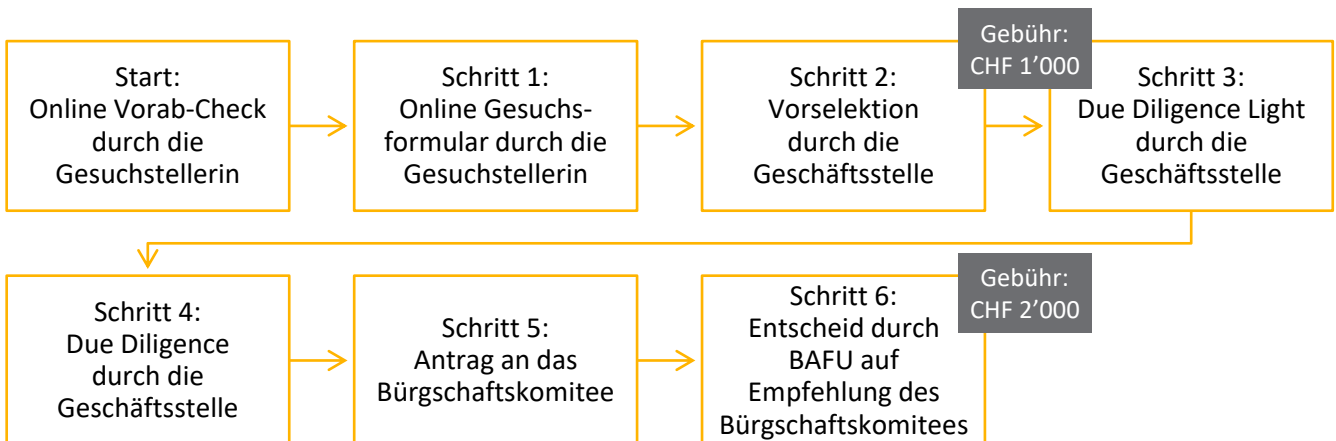 Start:
Online Vorab-Check
durch die
Gesuchstellerin
Schritt 1:
Online Gesuchs-
formular durch die
Gesuchstellerin
Schritt 2:
Vorselektion
durch die
Geschäftsstelle
Gebühr:
CHF 1’000
Schritt 3:
Due Diligence Light
durch die
Geschäftsstelle
Schritt 4:
Due Diligence
durch die
Geschäftsstelle
Schritt 5:
Antrag an das
Bürgschaftskomitee
Schritt 6:
Entscheid durch
BAFU auf
Empfehlung des
Bürgschaftskomitees
Gebühr:
CHF 2’000